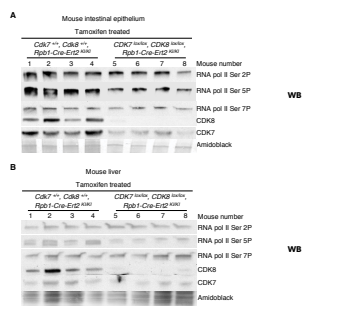 A
Mouse intestinal epithelium
Tamoxifen treated
Cdk7 +/+, Cdk8 +/+, CDK7 lox/lox, CDK8 lox/lox,
Rpb1-Cre-Ert2 KI/KI Rpb1-Cre-Ert2 KI/KI
1 2 3 4 5 6 7 8 Mouse number
RNA pol II Ser 2P
RNA pol II Ser 5P
WB
RNA pol II Ser 7P
CDK8
CDK7
Amidoblack
B
Mouse liver
Tamoxifen treated
Cdk7 +/+, Cdk8 +/+, CDK7 lox/lox, CDK8 lox/lox,
Rpb1-Cre-Ert2 KI/KI Rpb1-Cre-Ert2 KI/KI
1 2 3 4 5 6 7 8 Mouse number
RNA pol II Ser 2P
RNA pol II Ser 5P
WB
RNA pol II Ser 7P
CDK8
CDK7
Amidoblack